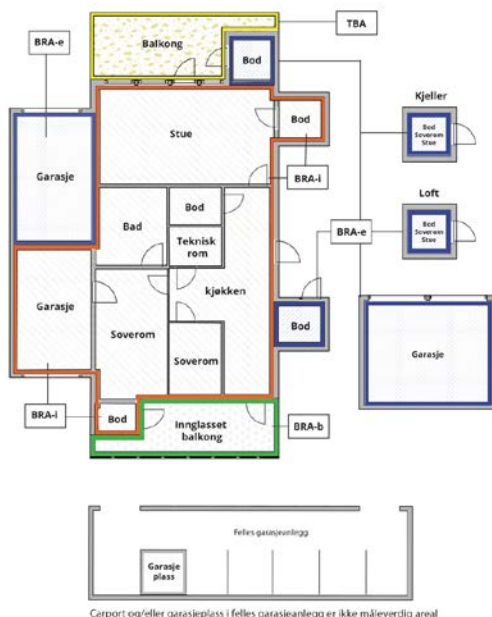 TBA
BRA-e
Balkong
Bod
Kjeller
Bod
Soverom
Stue
Stue
Bod
BRA-i
Loft
Bod
Soverom
Stue
Garasje
Bad
Bod
Teknisk
rom
BRA-e
Garasje
kjøkken
Soverom
Soverom
Bod
Garasje
BRA-i
Bod
Innglasset
balkong
BRA-b
Felles garasjeanlegg
Garasje
plass
Carport og/eller garasjeplass i felles garasjeanlegg er ikke måleverdig areal